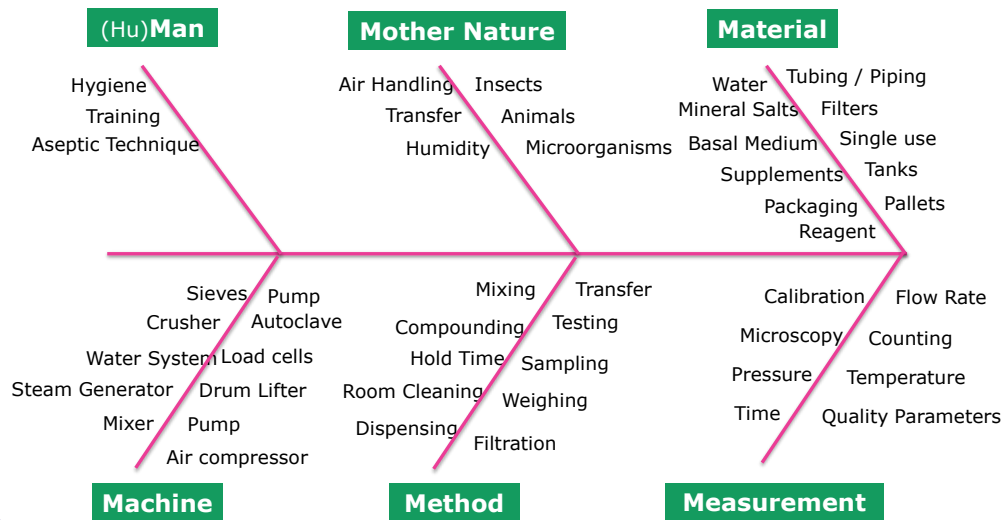 (Hu)Man
Hygiene
Training
Aseptic Technique
Mother Nature
Air Handling
Insects
Transfer
Animals
Humidity
Microorganisms
Material
Water
Tubing / Piping
Mineral Salts
Filters
Basal Medium
Single use
Supplements
Tanks
Packaging
Pallets
Reagent
Sieves
Pump
Crusher
Autoclave
Water System
Load cells
Steam Generator
Drum Lifter
Mixer
Pump
Air compressor
Machine
Mixing
Transfer
Compounding
Testing
Hold Time
Sampling
Room Cleaning
Weighing
Dispensing
Filtration
Method
Calibration
Flow Rate
Microscopy
Counting
Pressure
Temperature
Time
Quality Parameters
Measurement